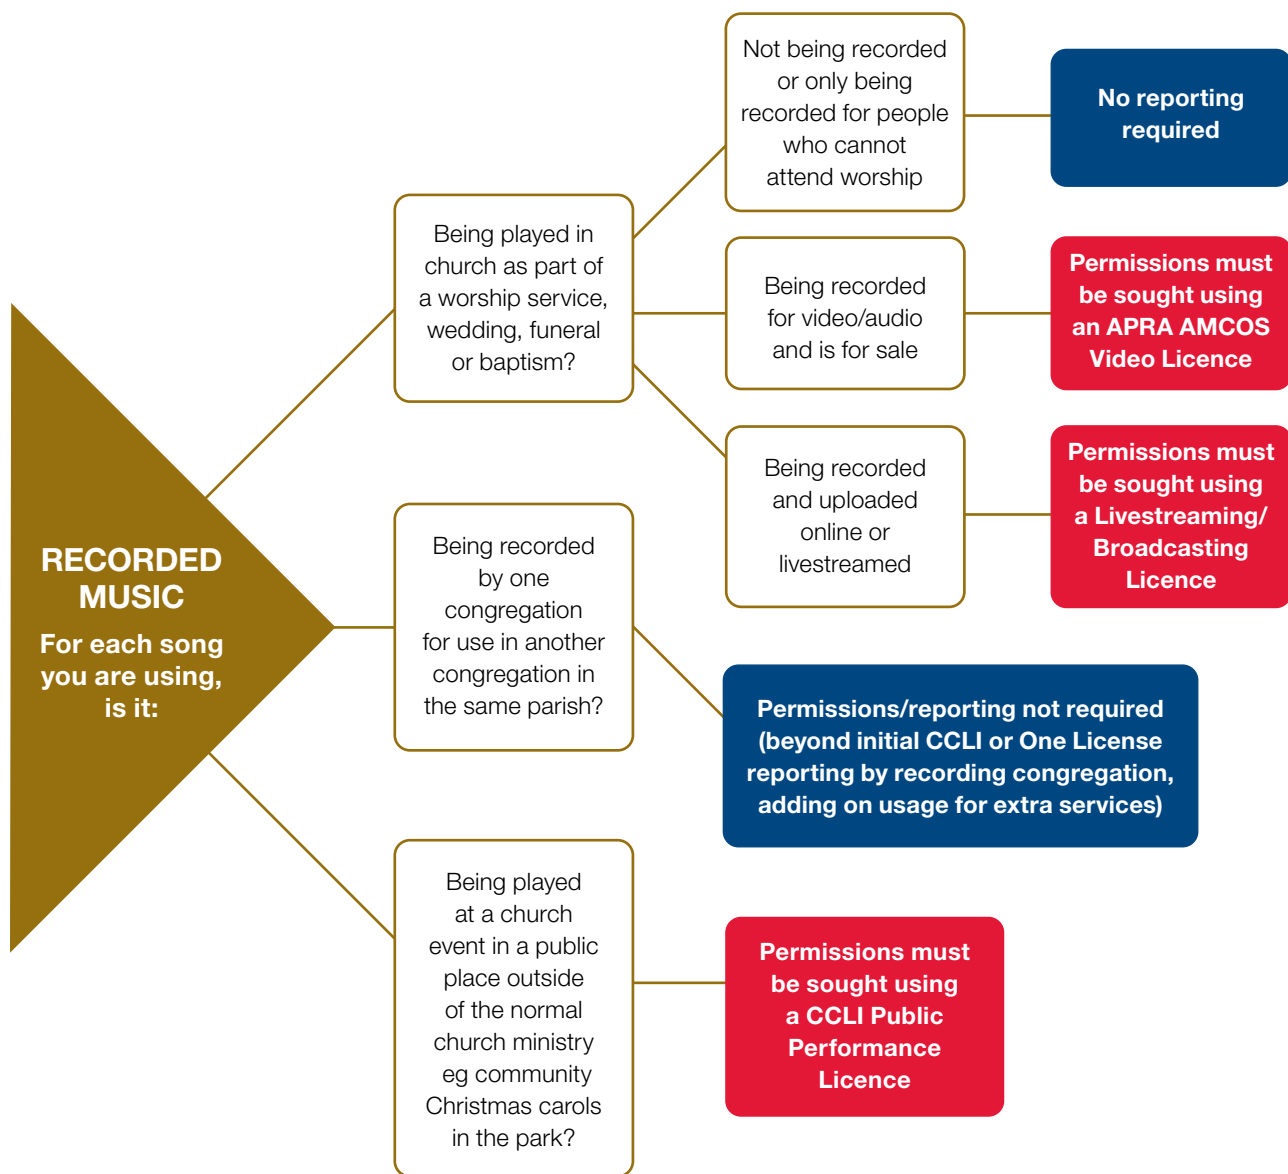 RECORDED
MUSIC
For each song
you are using,
is it:
Being played in
church as part of
a worship service,
wedding, funeral
or baptism?
Not being recorded
or only being
recorded for people
who cannot
attend worship
No reporting
required
Being recorded
for video/audio
and is for sale
Permissions must
be sought using
an APRA AMCOS
Video Licence
Being recorded
and uploaded
online or
livestreamed
Permissions must
be sought using
a Livestreaming/
Broadcasting
Licence
Being recorded
by one
congregation
for use in another
congregation in
the same parish?
Permissions/reporting not required
(beyond initial CCLI or One License
reporting by recording congregation,
adding on usage for extra services)
Being played
at a church
event in a public
place outside
of the normal
church ministry
eg community
Christmas carols
in the park?
Permissions must
be sought using
a CCLI Public
Performance
Licence